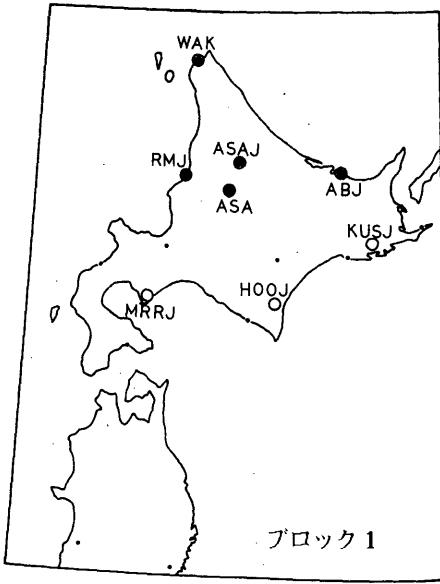 WAK
ASAJ
RMJ
ASA
ABJ
KUSJ
HOOJ
MRRJ
ブロック1